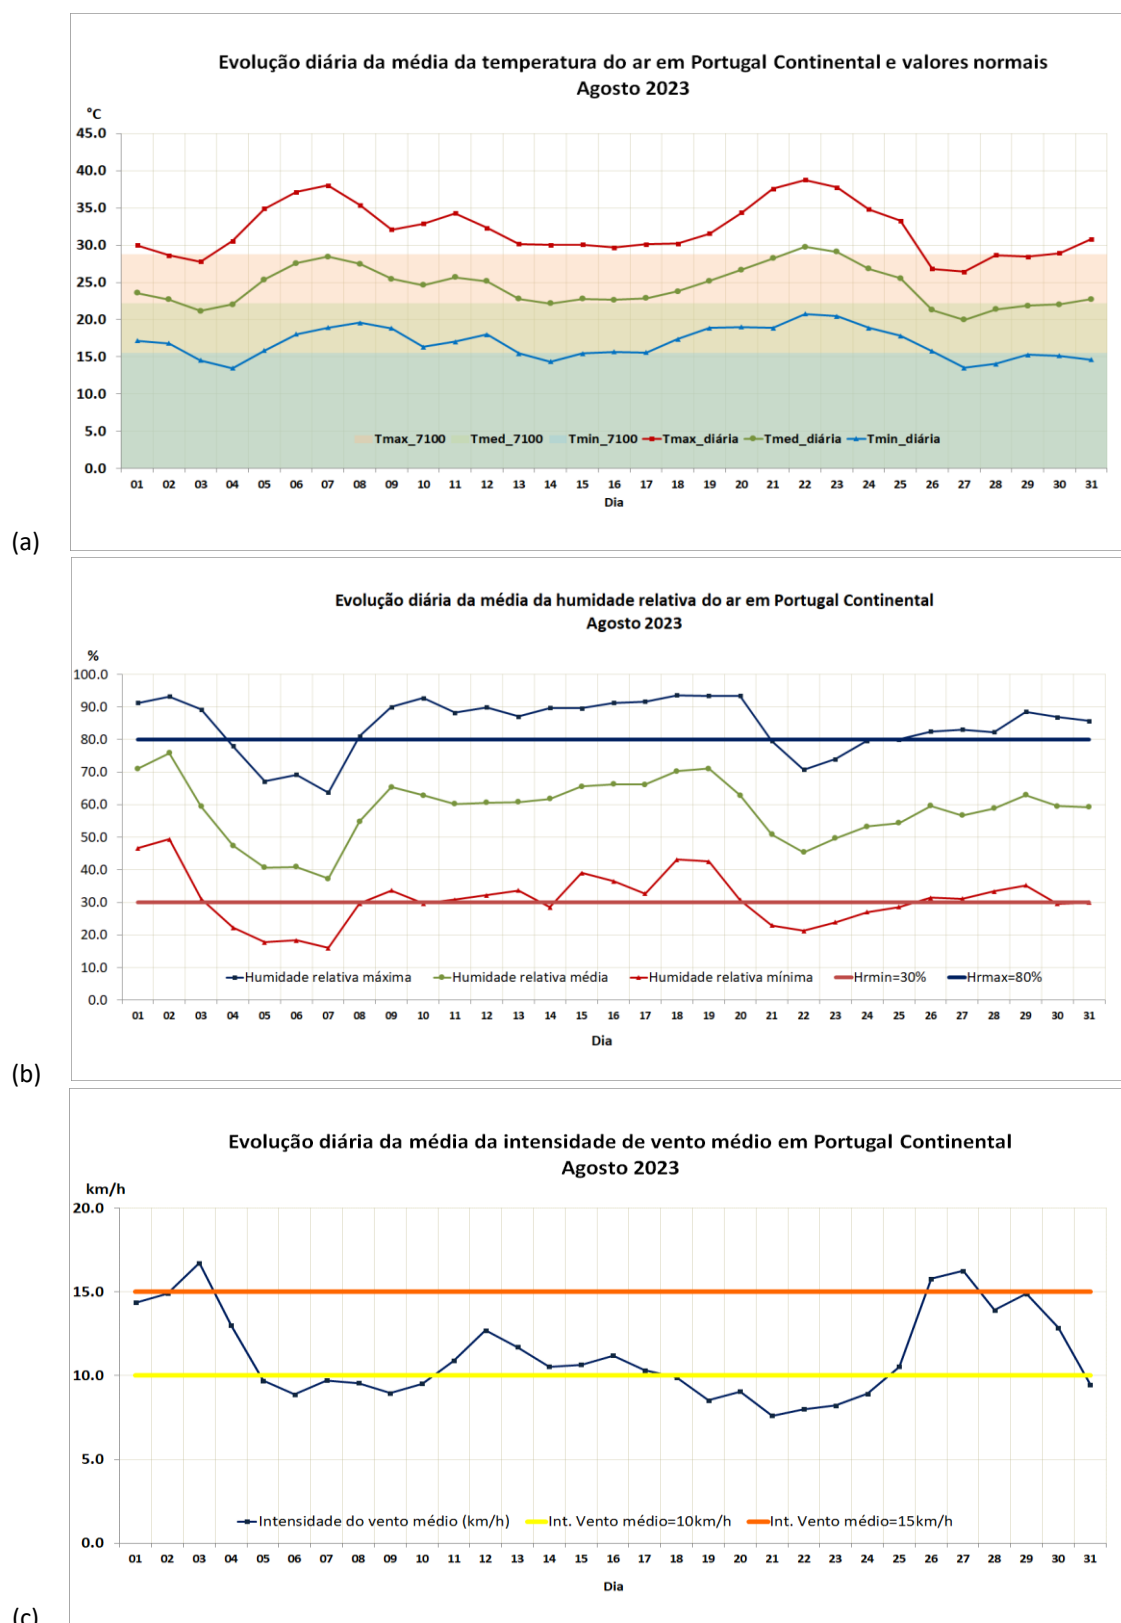 Evolução diária da média da temperatura do ar em Portugal Continental e valores normais
Agosto 2023
°C
45.0
40.0
35.0
30.0
25.0
20.0
15.0
10.0
5.0
0.0
Tmax_7100 Tmed_7100 Tmin_7100 Tmax_diária Tmed_diária Tmin_diária
01 02 03 04 05 06 07 08 09 10 11 12 13 14 15 16 17 18 19 20 21 22 23 24 25 26 27 28 29 30 31
Dia
(a)
Evolução diária da média da humidade relativa do ar em Portugal Continental
Agosto 2023
%
100.0
90.0
80.0
70.0
60.0
50.0
40.0
30.0
20.0
10.0
0.0
Humidade relativa máxima Humidade relativa média Humidade relativa mínima Hrmin=30% Hrmax=80%
01 02 03 04 05 06 07 08 09 10 11 12 13 14 15 16 17 18 19 20 21 22 23 24 25 26 27 28 29 30 31
Dia
(b)
Evolução diária da média da intensidade de vento médio em Portugal Continental
Agosto 2023
km/h
20.0
15.0
10.0
5.0
0.0
Intensidade do vento médio (km/h) Int. Vento médio=10km/h Int. Vento médio=15km/h
01 02 03 04 05 06 07 08 09 10 11 12 13 14 15 16 17 18 19 20 21 22 23 24 25 26 27 28 29 30 31
Dia
(c)